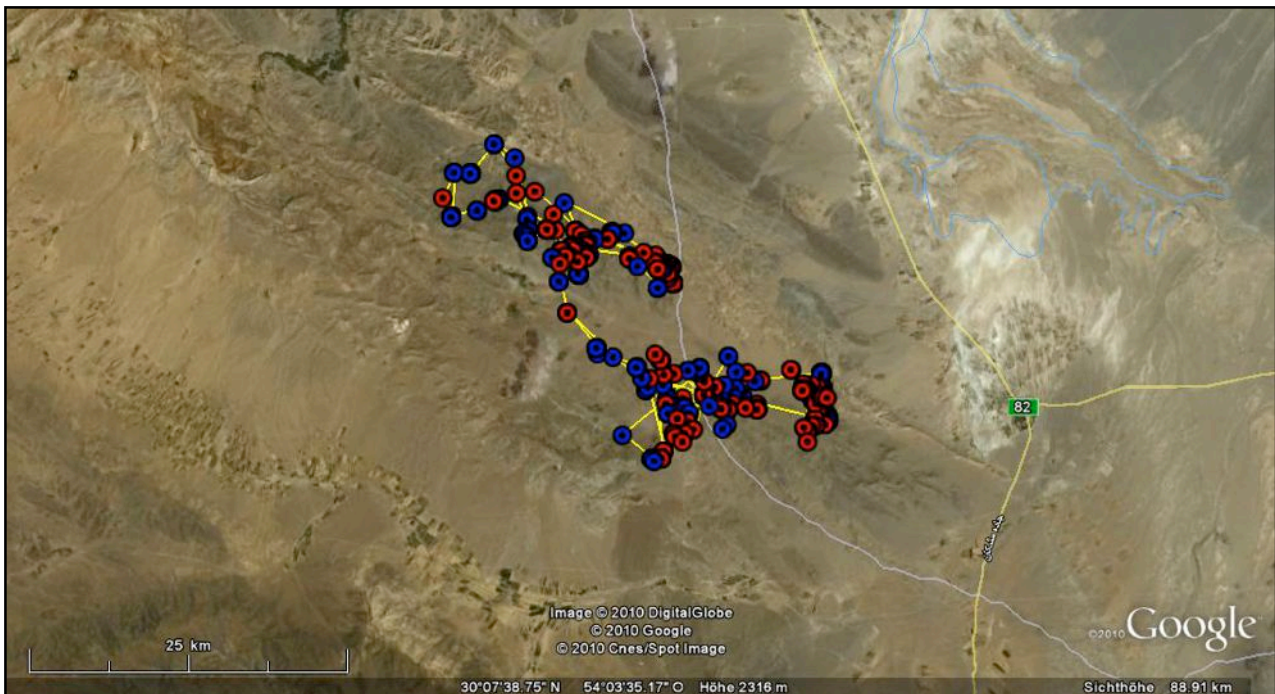 82
Image © 2010 DigitalGlobe
© 2010 Google
© 2010 Cnes/Spot Image
©2010 Google
25 km
30°07'38.75" N 54°03'35.17" O Höhe 2316 m
Sichthöhe 88.91 km